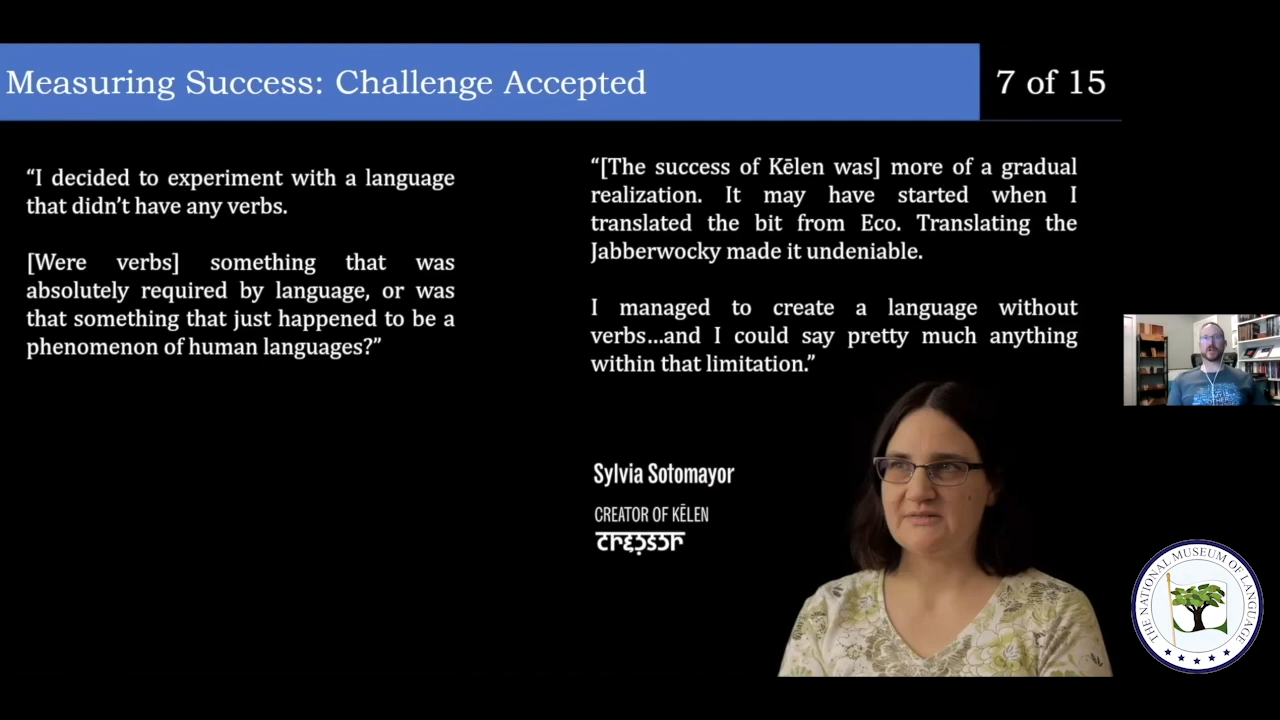 Measuring Success: Challenge Accepted
7 of 15
“I decided to experiment with a language
that didn’t have any verbs.
[Were verbs] something that was
absolutely required by language, or was
that something that just happened to be a
phenomenon of human languages?”
“[The success of Kēlen was] more of a gradual
realization. It may have started when I
translated the bit from Eco. Translating the
Jabberwocky made it undeniable.
I managed to create a language without
verbs…and I could say pretty much anything
within that limitation.”
Sylvia Sotomayor
CREATOR OF KĒLEN
THE NATIONAL MUSEUM OF LANGUAGE